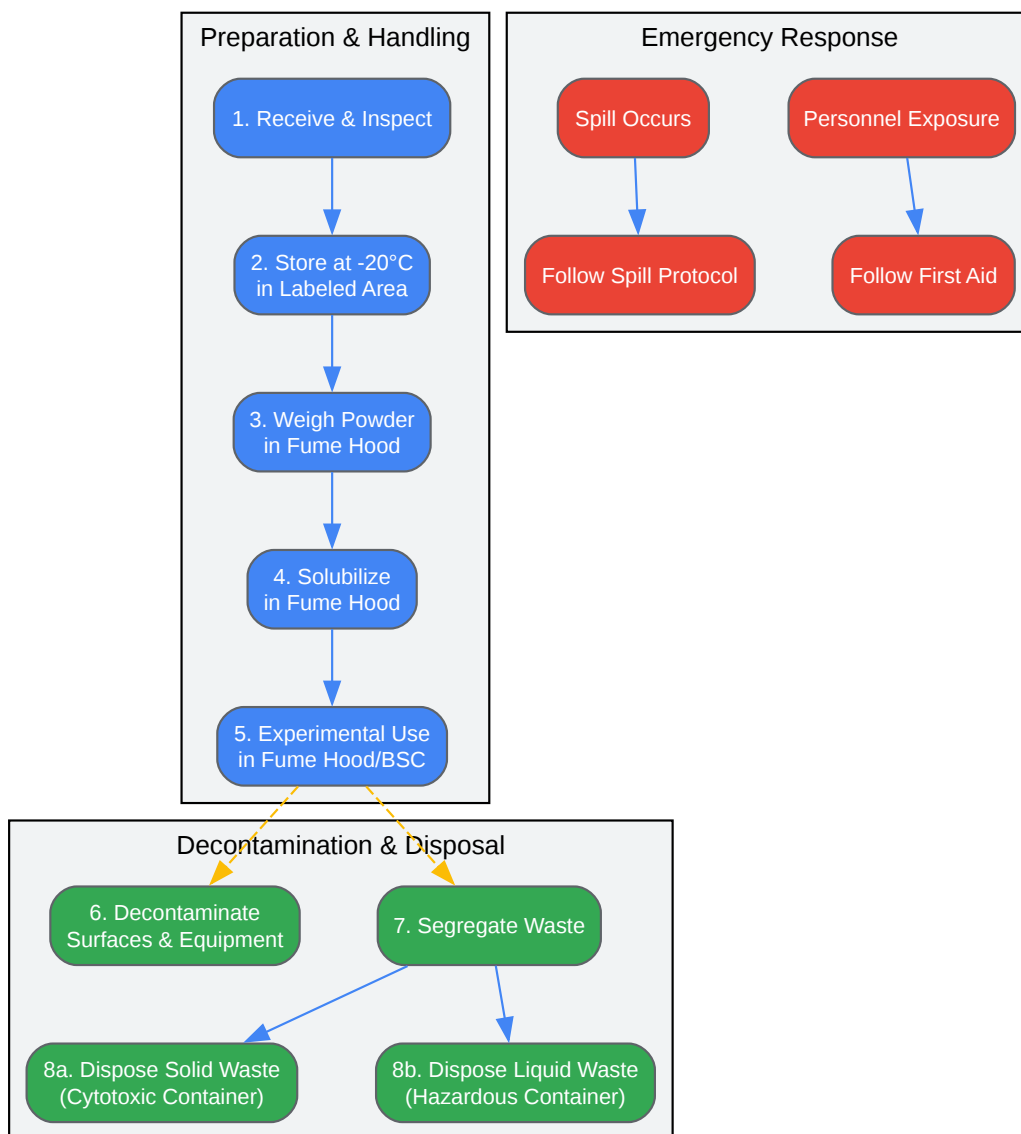 Preparation & Handling
1. Receive & Inspect
2. Store at -20°C
in Labeled Area
3. Weigh Powder
in Fume Hood
4. Solubilize
in Fume Hood
5. Experimental Use
in Fume Hood/BSC
Emergency Response
Spill Occurs
Personnel Exposure
Follow Spill Protocol
Follow First Aid
Decontamination & Disposal
6. Decontaminate
Surfaces & Equipment
7. Segregate Waste
8a. Dispose Solid Waste
(Cytotoxic Container)
8b. Dispose Liquid Waste
(Hazardous Container)